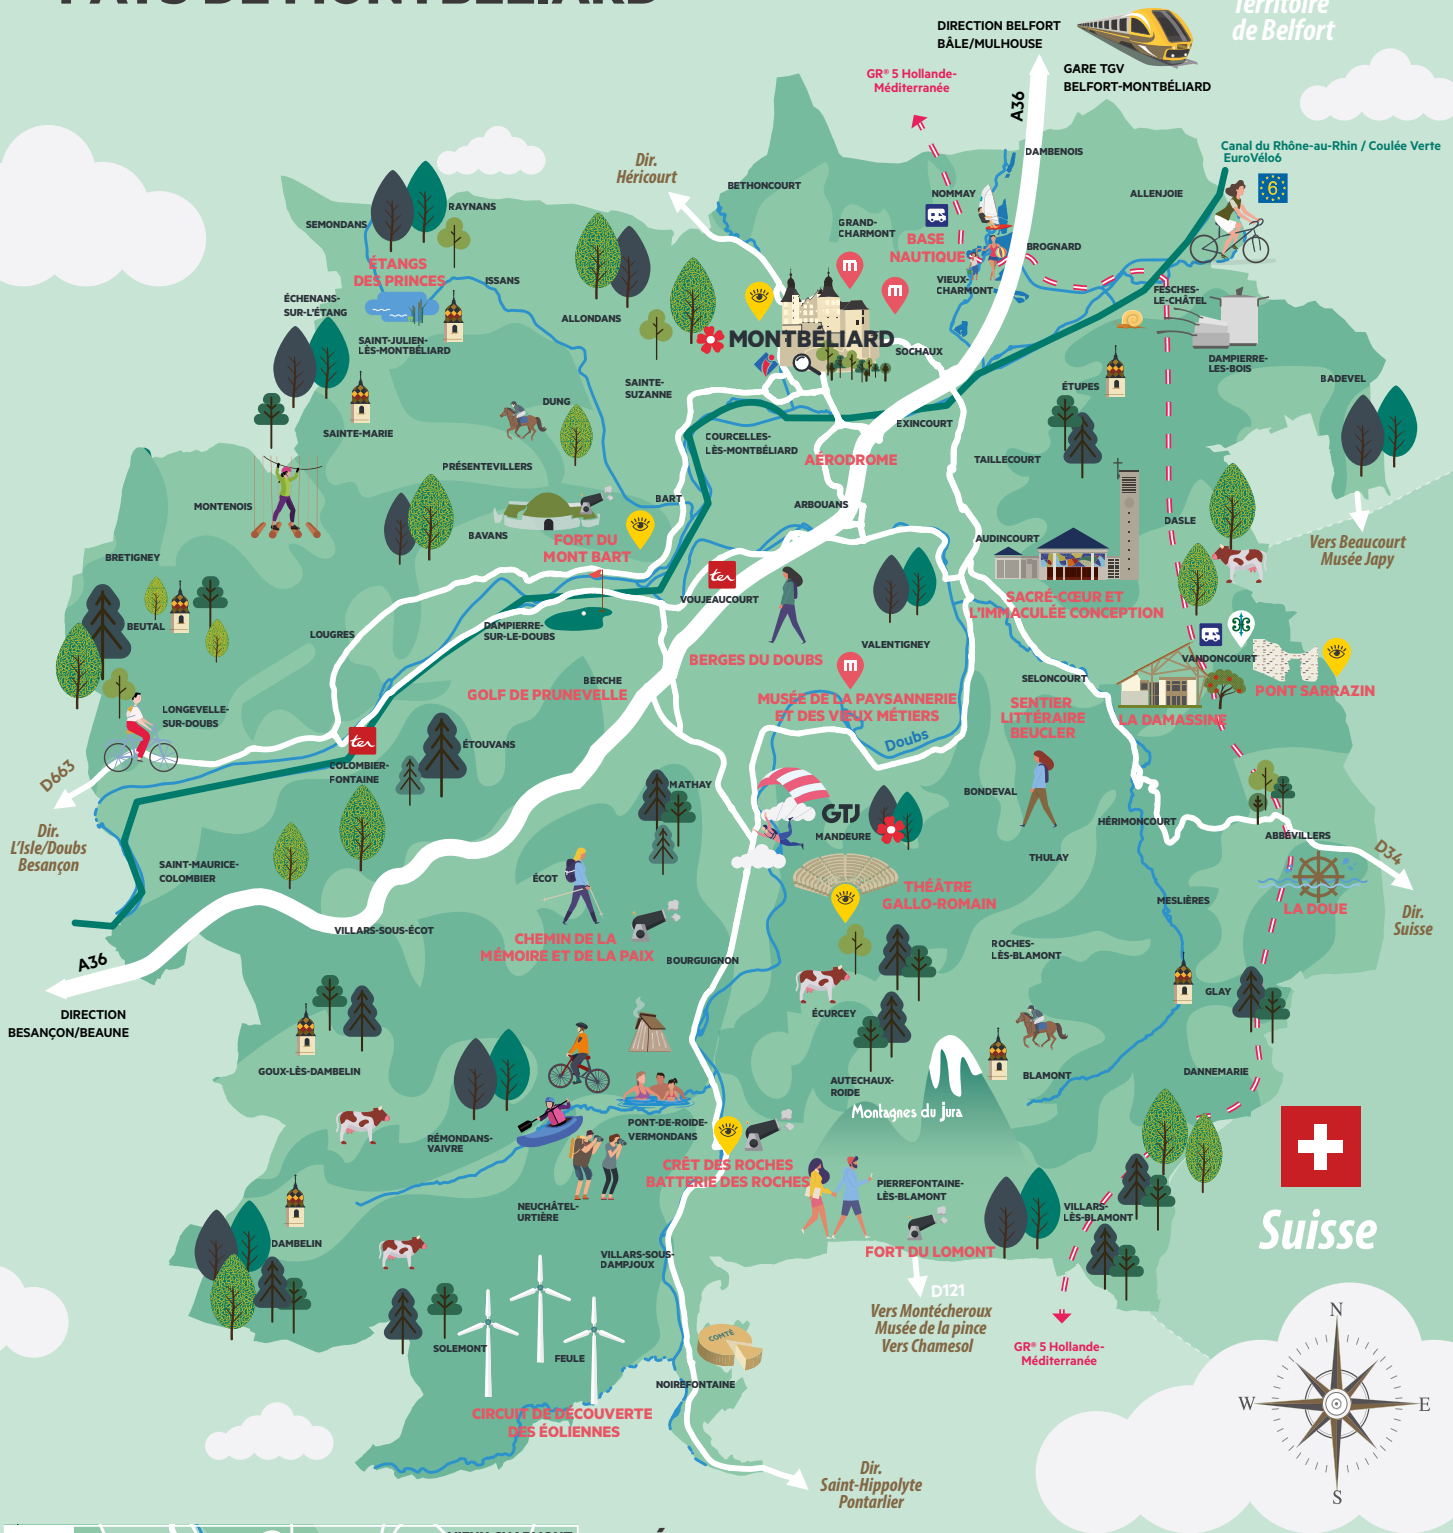 PAYS DE MONTBÉLIARD
Territoire
de Belfort
DIRECTION BELFORT
BÂLE/MULHOUSE
GARE TGV
BELFORT-MONTBÉLIARD
A36
GR® 5 Hollande-
Méditerranée
Canal du Rhône-au-Rhin / Coulée Verte
EuroVélo6
6
Dir.
Héricourt
DAMBENOIS
BETHONCOURT
NOMMAY
ALLENJOIE
RAYNANS
SEMONDANS
GRAND-
CHARMONT
BASE
NAUTIQUE
BROGNARD
ÉTANGS
DES PRINCES
ISSANS
VIEUX-
CHARMONT
FESCHES-
LE-CHÂTEL
ÉCHENANS-
SUR-L'ÉTANG
ALLONDANS
m
m
MONTBÉLIARD
SAINT-JULIEN-
LÈS-MONTBÉLIARD
SOCHAUX
DAMPIERRE-
LES-BOIS
BADEVEL
SAINTE-
SUZANNE
ÉTUPES
DUNG
SAINTE-MARIE
EXINCOURT
COURCELLES-
LÈS-MONTBÉLIARD
AÉRODROME
TAILLECOURT
PRÉSENTEVILLERS
MONTENOIS
BART
ARBOUANS
DASLE
BAVANS
FORT DU
MONT BART
AUDINCOURT
Vers Beaucourt
Musée Japy
BRETIGNEY
ter
VOUJEAUCOURT
SACRÉ-CŒUR ET
L'IMMACULÉE CONCEPTION
BEUTAL
LOUGRES
DAMPIERRE-
SUR-LE-DOUBS
VALENTIGNEY
VANDONCOURT
BERGES DU DOUBS
m
SELONCOURT
PONT SARRAZIN
BERCHE
GOLF DE PRUNEVELLE
MUSÉE DE LA PAYSANNERIE
ET DES VIEUX MÉTIERS
SENTIER
LITTÉRAIRE
BEUCLER
LA DAMASSINE
LONGEVELLE-
SUR-DOUBS
Doubs
ter
ÉTOUVANS
COLOMBIER-
FONTAINE
D663
MATHAY
BONDEVAL
GTJ
MANDEURE
HÉRIMONCOURT
ABBÉVILLERS
Dir.
L'Isle/Doubs
Besançon
D34
SAINT-MAURICE-
COLOMBIER
THULAY
ÉCOT
THÉÂTRE
GALLO-ROMAIN
MESLIÈRES
LA DOUE
Dir.
Suisse
VILLARS-SOUS-ÉCOT
CHEMIN DE LA
MÉMOIRE ET DE LA PAIX
BOURGUIGNON
ROCHES-
LÈS-BLAMONT
A36
GLAY
DIRECTION
BESANÇON/BEAUNE
ÉCURCEY
GOUX-LÈS-DAMBELIN
BLAMONT
DANNEMARIE
AUTECHAUX-
ROIDE
Montagnes du jura
PONT-DE-ROIDE-
VERMONDANS
RÉMONDANS-
VAIVRE
CRÊT DES ROCHES
BATTERIE DES ROCHES
PIERREFONTAINE-
LÈS-BLAMONT
NEUCHÂTEL-
URTIÈRE
VILLARS-
LÈS-BLAMONT
Suisse
DAMBELIN
VILLARS-SOUS-
DAMPJOUX
FORT DU LOMONT
D121
Vers Montécheroux
Musée de la pince
Vers Chamesol
COMTÉ
SOLEMONT
FEULE
GR® 5 Hollande-
Méditerranée
NOIREFONTAINE
CIRCUIT DE DÉCOUVERTE
DES ÉOLIENNES
N
W
E
S
Dir.
Saint-Hippolyte
Pontarlier
VIEUX-CHARMONT